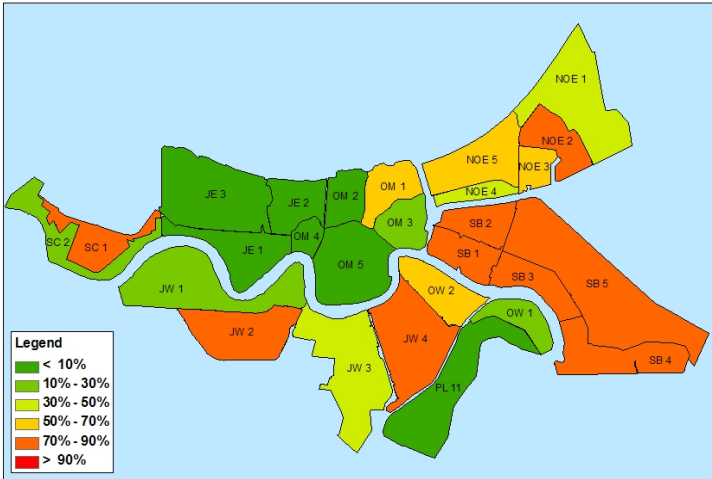 NOE 1
NOE 2
NOE 5
NOE 3
OM 1
JE 3
OM 2
NOE 4
JE 2
OM 3
SB 2
OM 4
SC 2
SC 1
JE 1
SB 1
OM 5
SB 3
SB 5
JW 1
OW 2
OW 1
JW 2
JW 4
SB 4
JW 3
PL 11
Legend
< 10%
10% - 30%
30% - 50%
50% - 70%
70% - 90%
> 90%